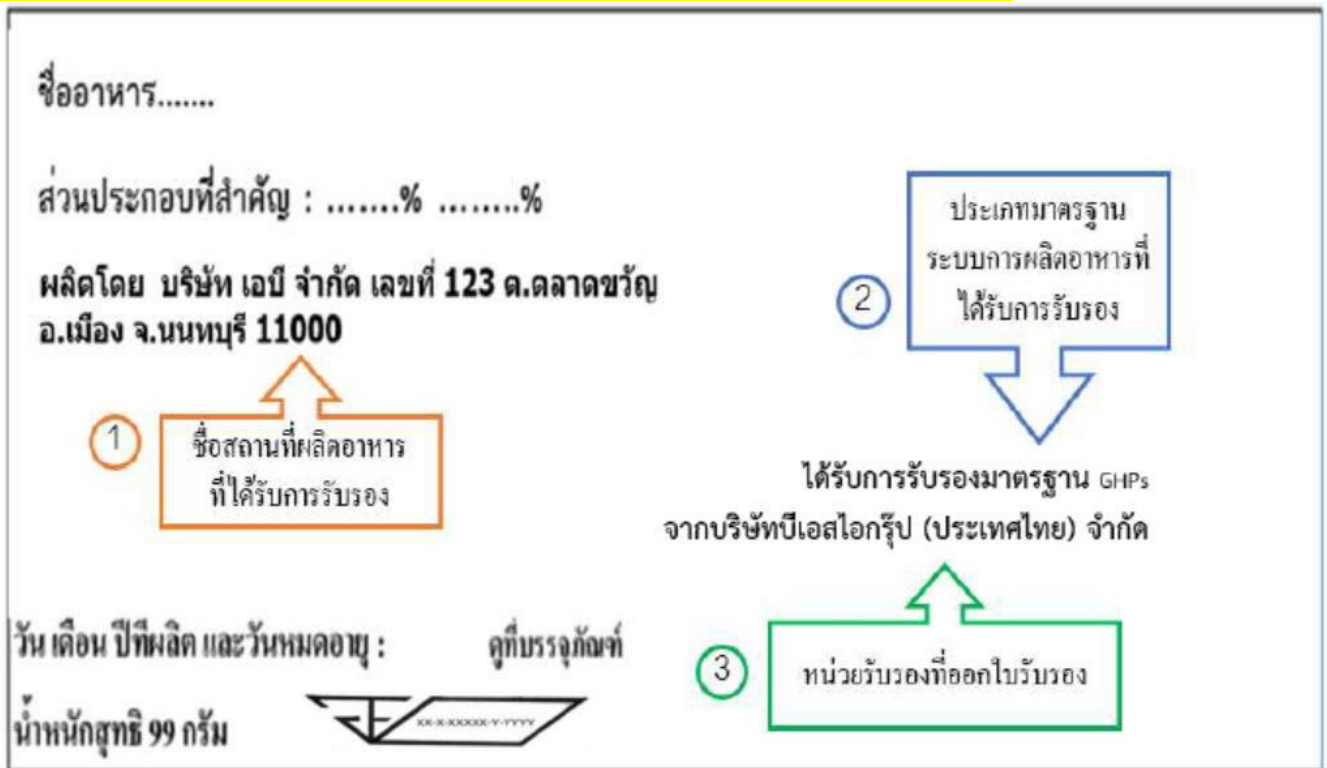 ชื่ออาหาร.......
ส่วนประกอบที่สำคัญ : .......% ........%
ผลิตโดย บริษัท เอบี จำกัด เลขที่ 123 ต.ตลาดขวัญ
อ.เมือง จ.นนทบุรี 11000
1
ชื่อสถานที่ผลิตอาหาร
ที่ได้รับการรับรอง
2
ประเภทมาตรฐาน
ระบบการผลิตอาหารที่
ได้รับการรับรอง
ได้รับการรับรองมาตรฐาน GHPs
จากบริษัทบีเอสไอกรุ๊ป (ประเทศไทย) จำกัด
3
หน่วยรับรองที่ออกใบรับรอง
วัน เดือน ปีที่ผลิต และวันหมดอายุ : ดูที่บรรจุภัณฑ์
น้ำหนักสุทธิ 99 กรัม
XX-X-XXXXX-Y-YYYY